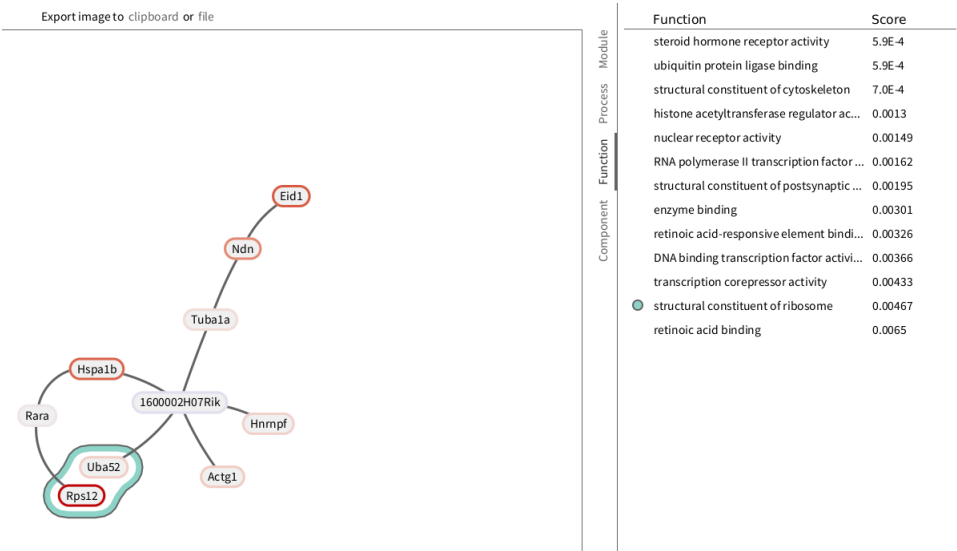 Export image to clipboard or file
Module
Process
Function
Component
Function Score
steroid hormone receptor activity 5.9E-4
ubiquitin protein ligase binding 5.9E-4
structural constituent of cytoskeleton 7.0E-4
histone acetyltransferase regulator ac... 0.0013
nuclear receptor activity 0.00149
RNA polymerase II transcription factor ... 0.00162
structural constituent of postsynaptic ... 0.00195
enzyme binding 0.00301
retinoic acid-responsive element bindi... 0.00326
DNA binding transcription factor activi... 0.00366
transcription corepressor activity 0.00433
structural constituent of ribosome 0.00467
retinoic acid binding 0.0065
Eid1
Ndn
Tuba1a
Hspa1b
1600002H07Rik
Rara
Hnrnpf
Uba52
Actg1
Rps12